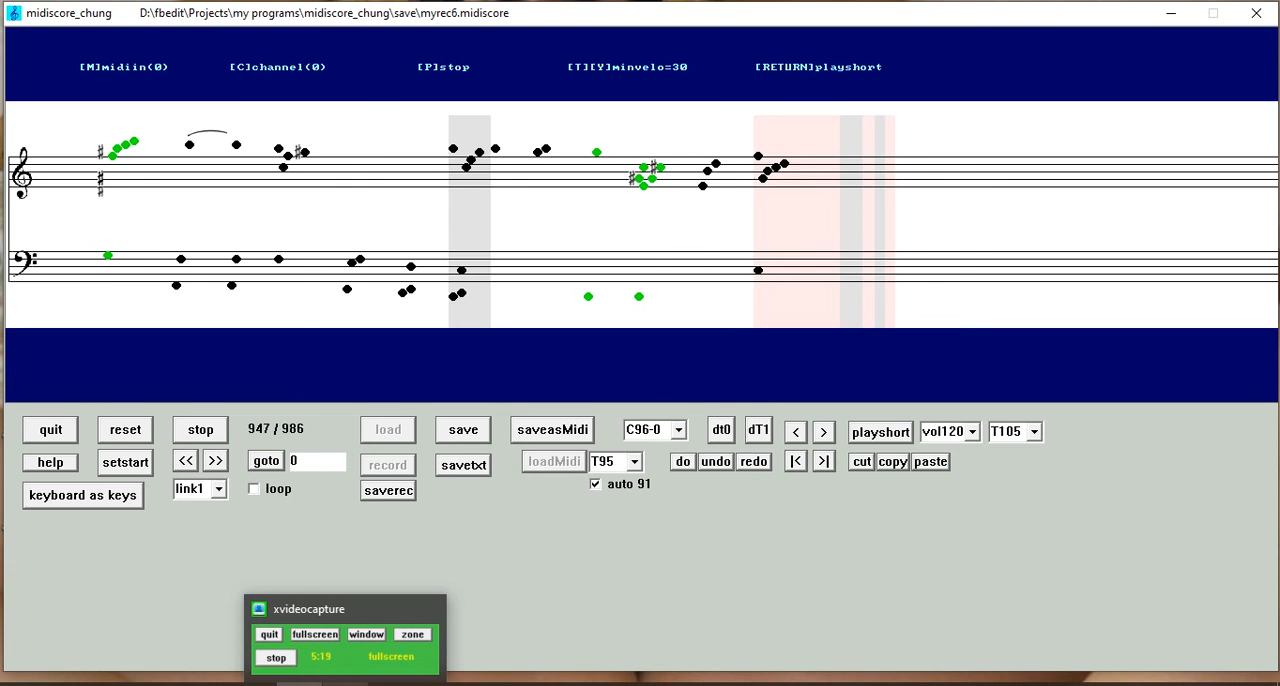 midiscore_chung D:\fbedit\Projects\my programs\midiscore_chung\save\myrec6.midiscore
[M]midiin(0) [C]channel(0) [P]stop [T][Y]minvelo=30 [RETURN]playshort
quit reset stop 947 / 986 load save saveasMidi C96-0 dt0 dT1 < > playshort vol120 T105
help setstart << >> goto 0 record savetxt loadMidi T95 do undo redo |< >| cut copy paste
keyboard as keys link1 loop saverec auto 91
xvideocapture
quit fullscreen window zone
stop 5:19 fullscreen